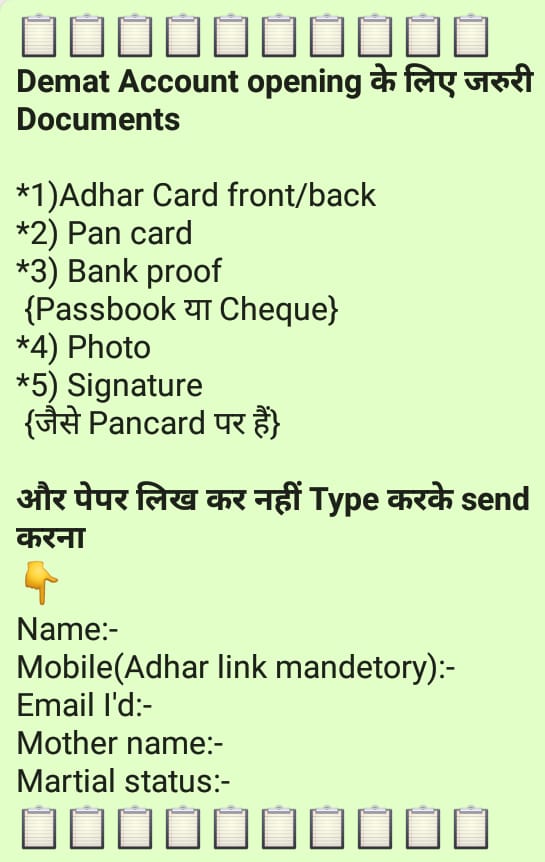 📋📋📋📋📋📋📋📋📋📋
Demat Account opening के लिए जरुरी
Documents
*1)Adhar Card front/back
*2) Pan card
*3) Bank proof
{Passbook या Cheque}
*4) Photo
*5) Signature
{जैसे Pancard पर हैं}
और पेपर लिख कर नहीं Type करके send
करना
👇
Name:-
Mobile(Adhar link mandetory):-
Email I'd:-
Mother name:-
Martial status:-
📋📋📋📋📋📋📋📋📋📋